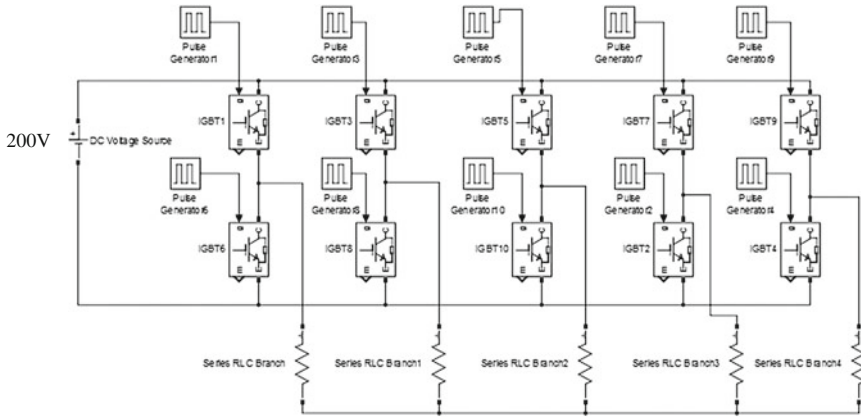 Pulse
Generator1
Pulse
Generator3
Pulse
Generator5
Pulse
Generator7
Pulse
Generator9
g C
IGBT1
E
g C
IGBT3
E
g C
IGBT5
E
g C
IGBT7
E
g C
IGBT9
E
200V
DC Voltage Source
Pulse
Generator6
Pulse
Generator8
Pulse
Generator10
Pulse
Generator2
Pulse
Generator4
g C
IGBT6
E
g C
IGBT8
E
g C
IGBT10
E
g C
IGBT2
E
g C
IGBT4
E
Series RLC Branch
Series RLC Branch1
Series RLC Branch2
Series RLC Branch3
Series RLC Branch4